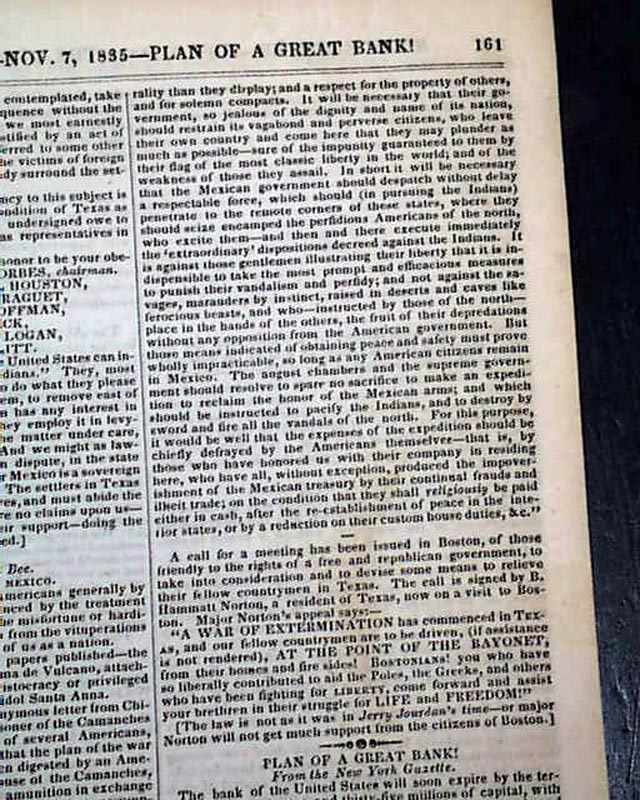 -NOV. 7, 1835—PLAN OF A GREAT BANK! 161
contemplated, take
quence without the
we most earnestly
stified by an act of
erred to some other
he victims of foreign
dy surround the set-
ncy to this subject is
ondition of Texas as
undersigned owe to
as representatives in
honor to be your obe-
ORBES, chairman.
HOUSTON,
RAGUET,
OFFMAN,
CK,
LOGAN,
ITT.
United States can in-
dians." They, most
o do what they please
em, to remove east of
n has any interest in
hey employ it in levy-
e matter under care,
And we might as law-
n dispute, in the state
r Mexico is a sovereign
The settlers in Texas
res, and must abide the
re no claims upon us—
eir support—doing the
ed.]
Bee.
MEXICO.
americans generally by
nced by the treatment
e misfortune or hardi-
from the vituperations
of us as a nation.
papers published—the
na de Vulcano, attach-
istocracy or privileged
idol Santa Anna.
nymous letter from Chi-
oner of the Camanches
of several Americans,
that the plan of the war
en digested by an Ame-
ause of the Camanches,
amunition in exchange
rality than they display; and a respect for the property of others,
and for solemn compacts. It will be necessary that their go-
vernment, so jealous of the dignity and name of its nation,
should restrain its vagabond and perverse citizens, who leave
their own country and come here that they may plunder as
much as possible—sure of the impunity guaranteed to them by
their flag of the most classic liberty in the world; and of the
weakness of those they assail. In short it will be necessary
that the Mexican government should despatch without delay
a respectable force, which should (in pursuing the Indians)
penetrate to the remote corners of these states, where they
should seize encamped the perfidious Americans of the north,
who excite them—and then and there execute immediately
the 'extraordinary' dispositions decreed against the Indians. It
is against those gentlemen illustrating their liberty that it is in-
dispensible to take the most prompt and efficacious measures
to punish their vandalism and perfidy; and not against the sa-
vages, marauders by instinct, raised in deserts and caves like
ferocious beasts, and who—instructed by those of the north—
place in the hands of the others, the fruit of their depredations
without any opposition from the American government. But
those means indicated of obtaining peace and safety must prove
wholly impracticable, so long as any American citizens remain
in Mexico. The august chambers and the supreme govern-
ment should resolve to spare no sacrifice to make an expedi-
tion to reclaim the honor of the Mexican arms; and which
should be instructed to pacify the Indians, and to destroy by
sword and fire all the vandals of the north. For this purpose,
it would be well that the expenses of the expedition should be
chiefly defrayed by the Americans themselves—that is, by
those who have honored us with their company in residing
here, who have all, without exception, produced the impover-
ishment of the Mexican treasury by their continual frauds and
illicit trade; on the condition that they shall religiously be paid
either in cash, after the re-establishment of peace in the inte-
rior states, or by a reduction on their custom house duties, &c."
A call for a meeting has been issued in Boston, of those
friendly to the rights of a free and republican government, to
take into consideration and to devise some means to relieve
their fellow countrymen in Texas. The call is signed by B.
Hammatt Norton, a resident of Texas, now on a visit to Bos-
ton. Major Norton's appeal says:—
"A WAR OF EXTERMINATION has commenced in TEX-
AS, and our fellow countrymen are to be driven, (if assistance
is not rendered), AT THE POINT OF THE BAYONET,
from their homes and fire sides! BOSTONIANS! you who have
so liberally contributed to aid the Poles, the Greeks, and others
who have been fighting for LIBERTY, come forward and assist
your brethren in their struggle for LIFE and FREEDOM!"
[The law is not as it was in Jerry Jourdan's time—or major
Norton will not get much support from the citizens of Boston.]
PLAN OF A GREAT BANK!
From the New York Gazette.
The bank of the United States will soon expire by the ter-
and thirty-five millions of capital, with